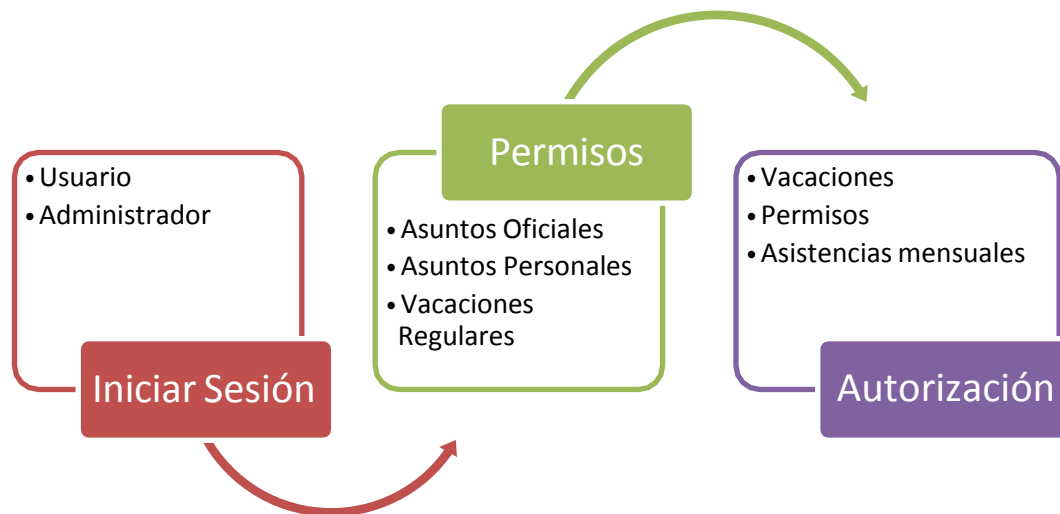 • Usuario
• Administrador
Iniciar Sesión
Permisos
• Asuntos Oficiales
• Asuntos Personales
• Vacaciones
Regulares
• Vacaciones
• Permisos
• Asistencias mensuales
Autorización